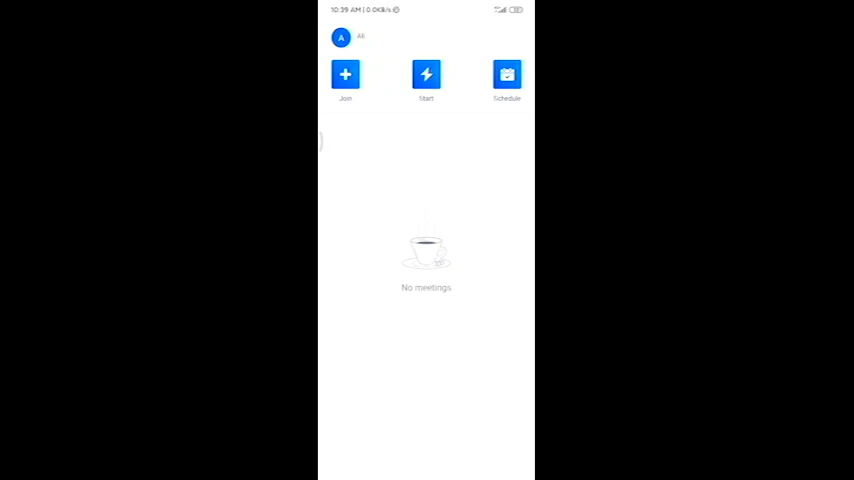 10:39 AM | 0.0KB/s
A
Ali
Join
Start
Schedule
No meetings